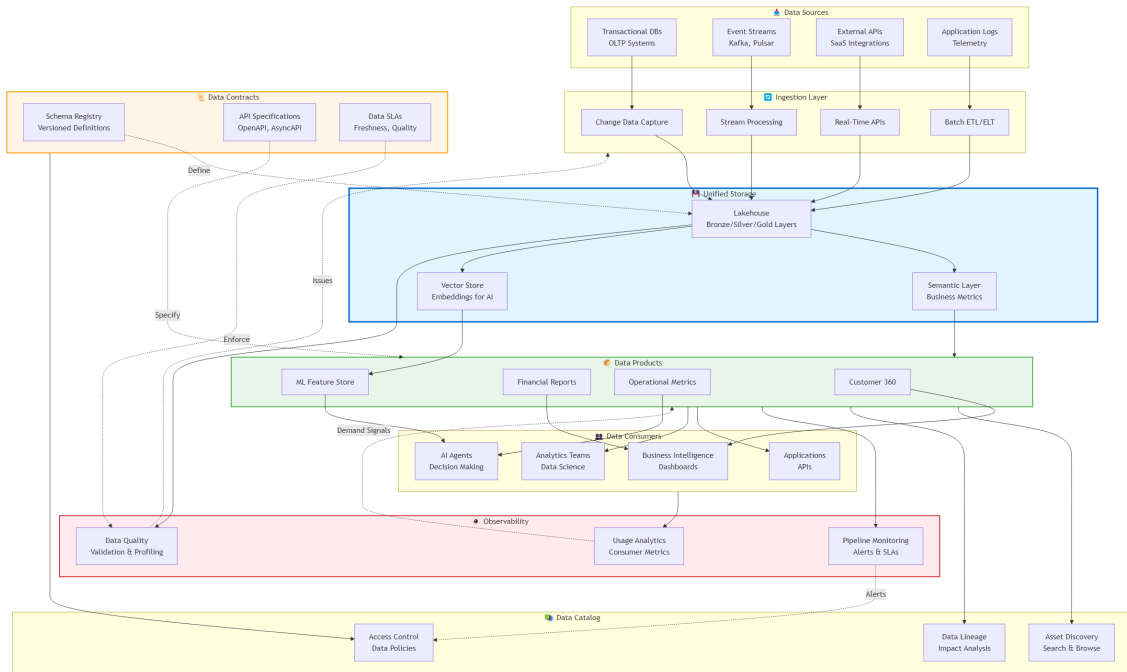 Data Sources
Transactional DBs
OLTP Systems
Event Streams
Kafka, Pulsar
External APIs
SaaS Integrations
Application Logs
Telemetry
Data Contracts
Schema Registry
Versioned Definitions
API Specifications
OpenAPI, AsyncAPI
Data SLAs
Freshness, Quality
Ingestion Layer
Change Data Capture
Stream Processing
Real-Time APIs
Batch ETL/ELT
Define
Unified Storage
Lakehouse
Bronze/Silver/Gold Layers
Issues
Vector Store
Embeddings for AI
Semantic Layer
Business Metrics
Specify
Enforce
Data Products
ML Feature Store
Financial Reports
Operational Metrics
Customer 360
Demand Signals
Data Consumers
AI Agents
Decision Making
Analytics Teams
Data Science
Business Intelligence
Dashboards
Applications
APIs
Observability
Data Quality
Validation & Profiling
Usage Analytics
Consumer Metrics
Pipeline Monitoring
Alerts & SLAs
Alerts
Data Catalog
Access Control
Data Policies
Data Lineage
Impact Analysis
Asset Discovery
Search & Browse